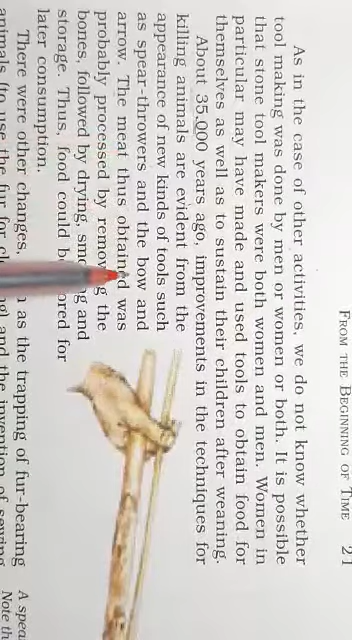 FROM THE BEGINNING OF TIME 21
As in the case of other activities, we do not know whether
tool making was done by men or women or both. It is possible
that stone tool makers were both women and men. Women in
particular may have made and used tools to obtain food for
themselves as well as to sustain their children after weaning.
About 35,000 years ago, improvements in the techniques for
killing animals are evident from the
appearance of new kinds of tools such
as spear-throwers and the bow and
arrow. The meat thus obtained was
probably processed by removing the
bones, followed by drying, and
storage. Thus, food could be for
later consumption.
There were other changes, as the trapping of fur-bearing
animals (to use the fur for and the invention of sewing
A
Note